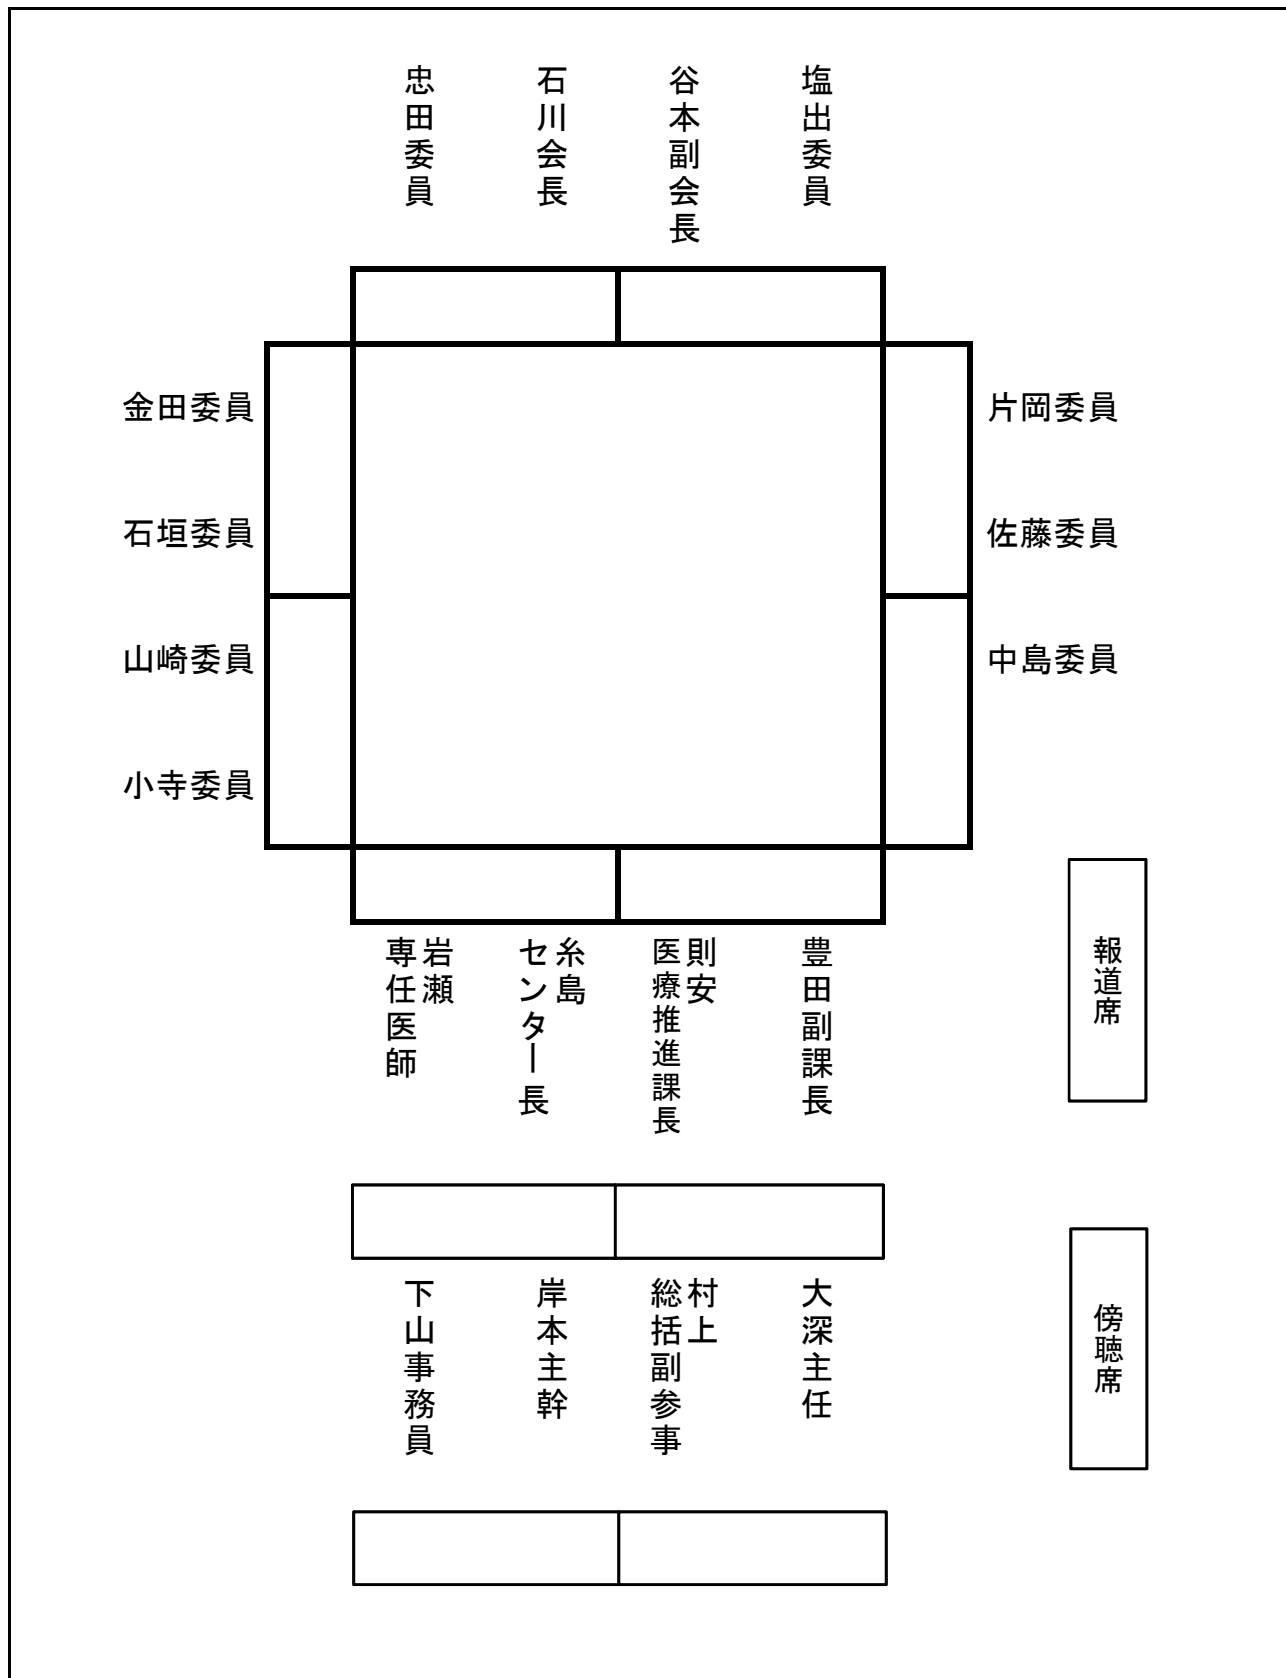 忠田委員
石川会長
谷本副会長
塩出委員
金田委員
片岡委員
石垣委員
佐藤委員
山崎委員
中島委員
小寺委員
岩瀬
専任医師
糸島
センター長
則安
医療推進課長
豊田副課長
報道席
下山事務員
岸本主幹
村上
総括副参事
大深主任
傍聴席